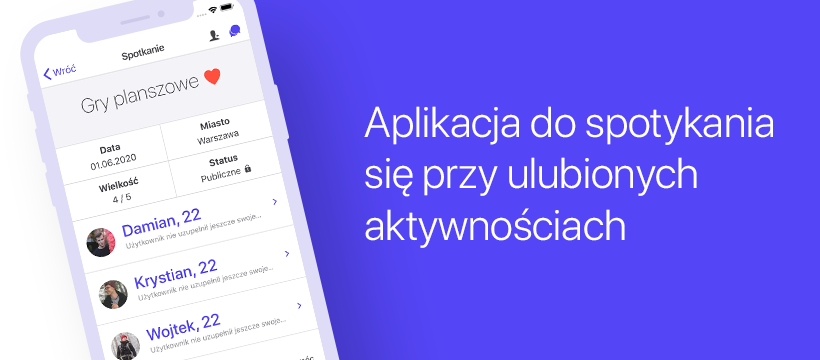 Wróć
Spotkanie
Gry planszowe ❤️
Data
01.06.2020
Miasto
Warszawa
Wielkość
4 / 5
Status
Publiczne
Damian, 22
Użytkownik nie uzupełnił jeszcze swoje...
Krystian, 22
Użytkownik nie uzupełnił jeszcze swoje...
Wojtek, 22
Użytkownik nie uzupełnił jeszcze swoje...
Aplikacja do spotykania
się przy ulubionych
aktywnościach